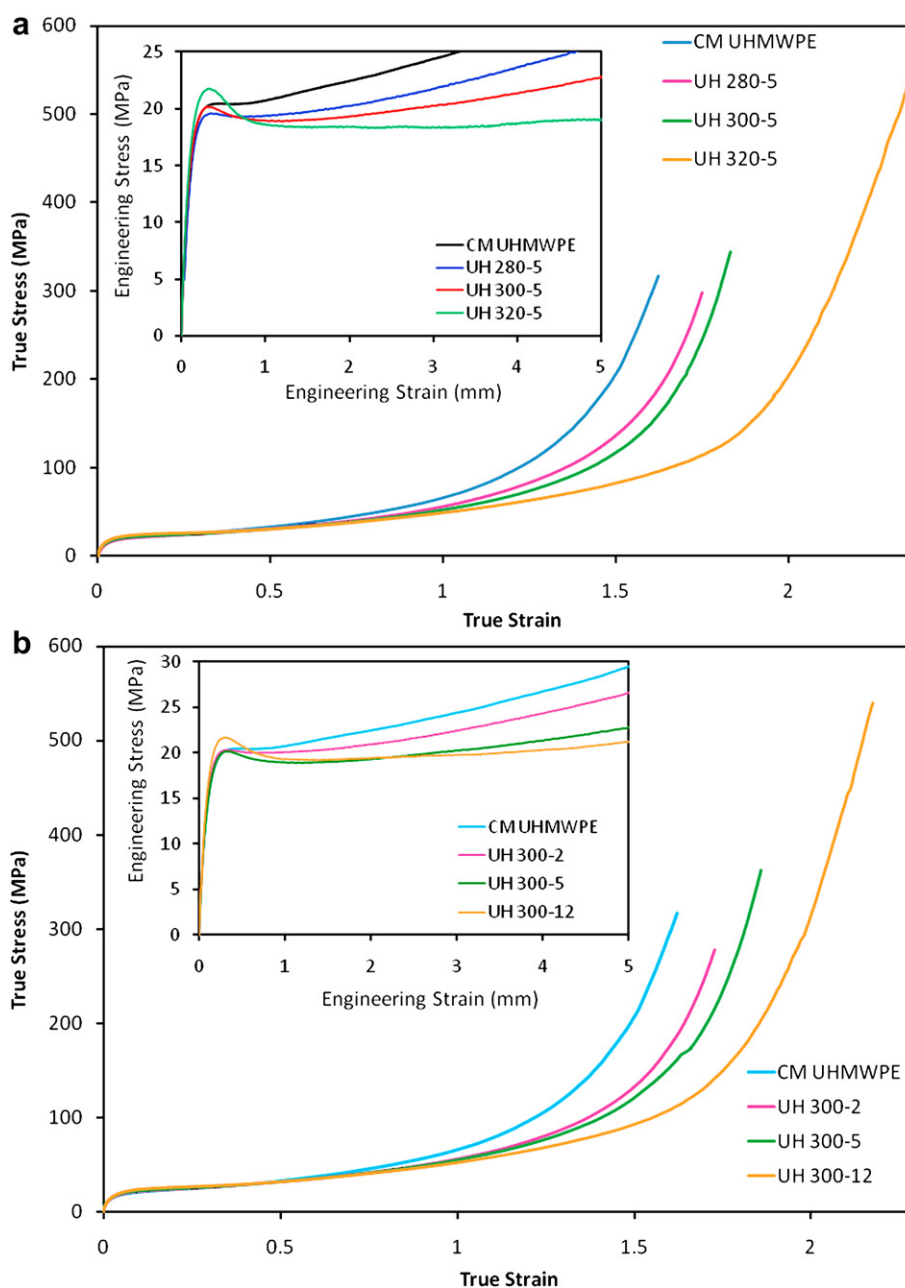 a
600
500
400
300
200
100
0
True Stress (MPa)
0
0.5
1
1.5
2
True Strain
CM UHMWPE
UH 280-5
UH 300-5
UH 320-5
25
20
15
10
5
0
Engineering Stress (MPa)
0
1
2
3
4
5
Engineering Strain (mm)
CM UHMWPE
UH 280-5
UH 300-5
UH 320-5
b
600
500
400
300
200
100
0
True Stress (MPa)
0
0.5
1
1.5
2
True Strain
30
25
20
15
10
5
0
Engineering Stress (MPa)
0
1
2
3
4
5
Engineering Strain (mm)
CM UHMWPE
UH 300-2
UH 300-5
UH 300-12
CM UHMWPE
UH 300-2
UH 300-5
UH 300-12